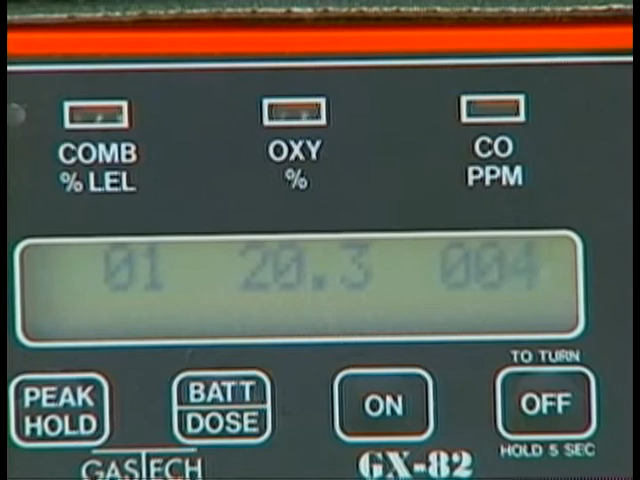 COMB
% LEL
OXY
%
CO
PPM
01 20.3 004
PEAK
HOLD
BATT
DOSE
ON
TO TURN
OFF
HOLD 5 SEC
GASTECH
GX-82